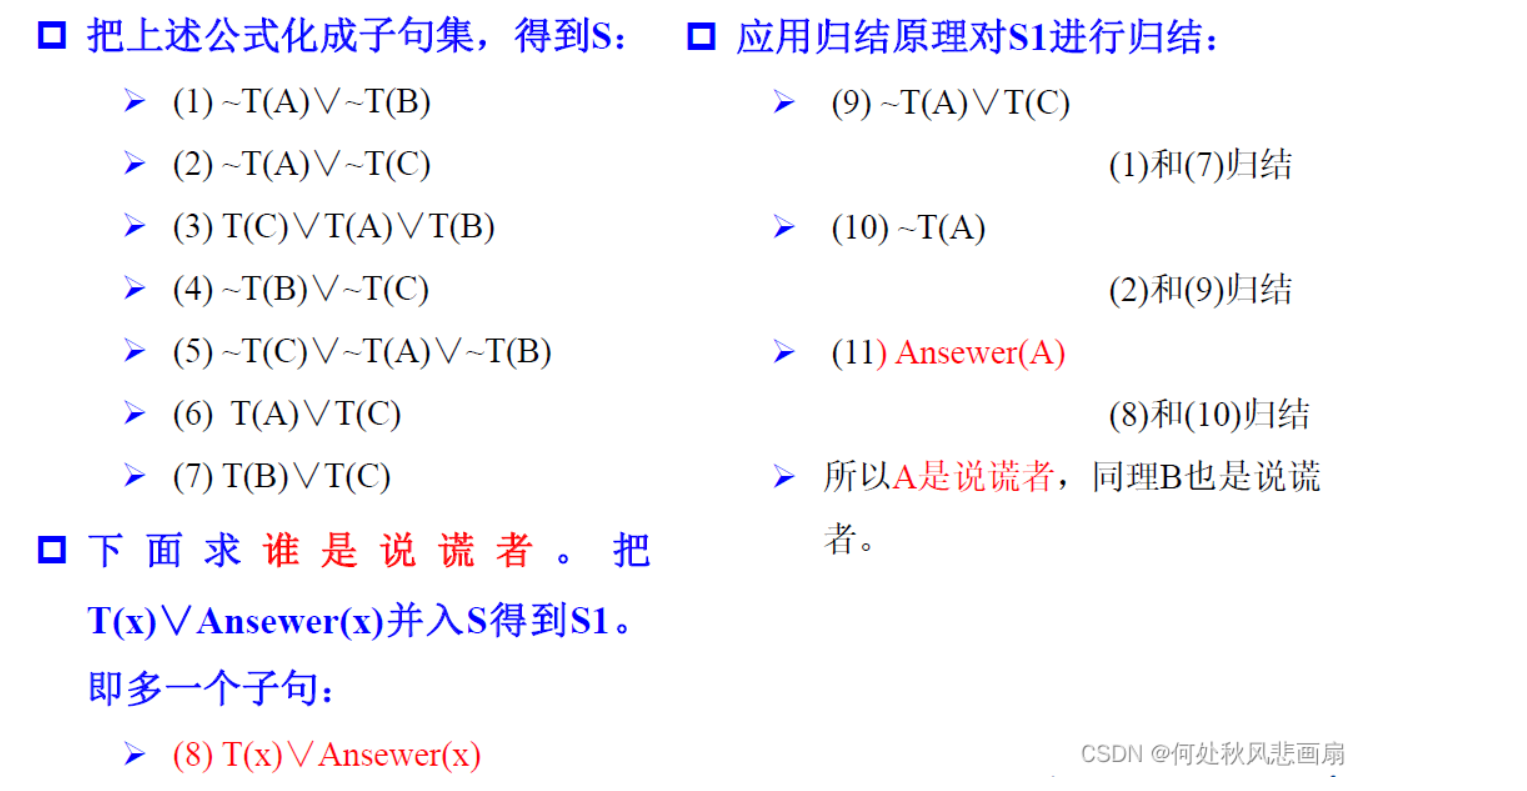 把上述公式化成子句集，得到S：
(1) ~T(A)∨~T(B)
(2) ~T(A)∨~T(C)
(3) T(C)∨T(A)∨T(B)
(4) ~T(B)∨~T(C)
(5) ~T(C)∨~T(A)∨~T(B)
(6) T(A)∨T(C)
(7) T(B)∨T(C)
下面求谁是说谎者。把
T(x)∨Ansewer(x)并入S得到S1。
即多一个子句：
(8) T(x)∨Ansewer(x)
应用归结原理对S1进行归结：
(9) ~T(A)∨T(C)
(1)和(7)归结
(10) ~T(A)
(2)和(9)归结
(11) Ansewer(A)
(8)和(10)归结
所以A是说谎者，同理B也是说谎
者。
CSDN @何处秋风悲画扇